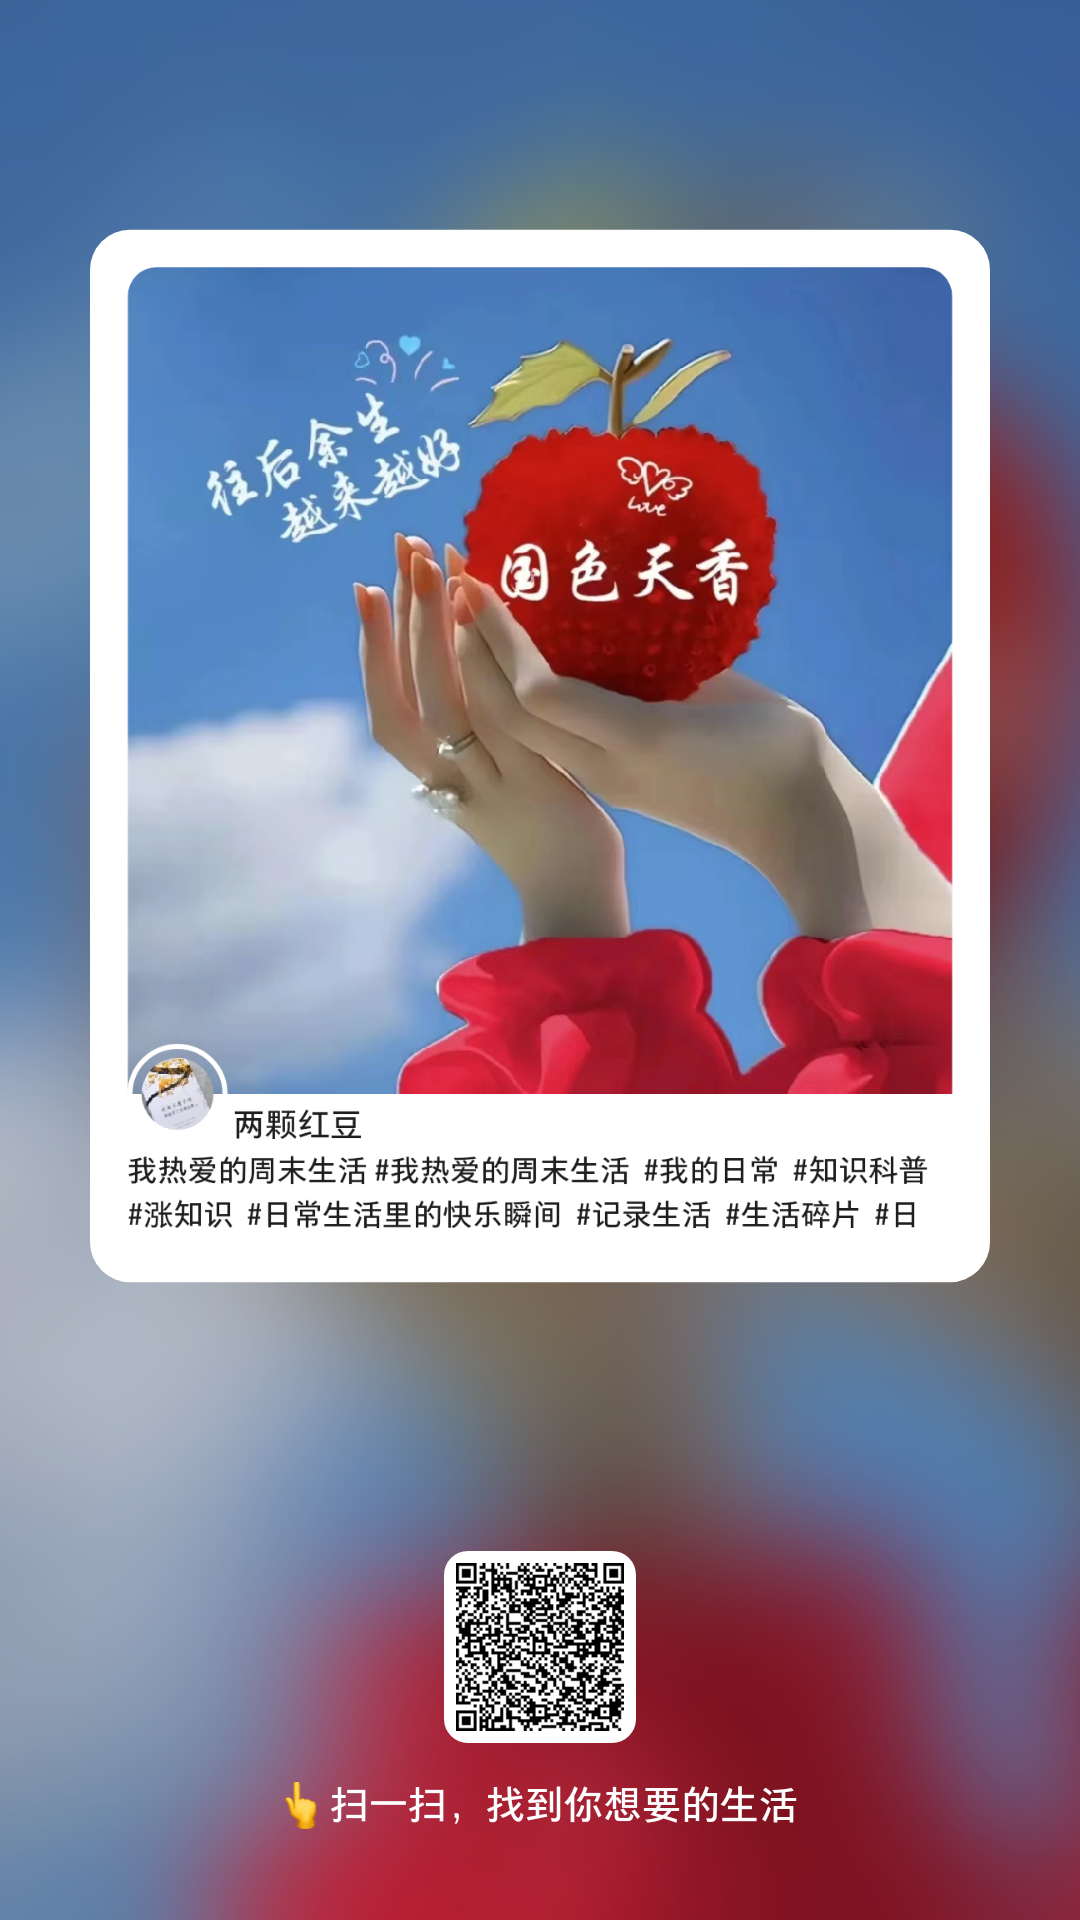 往后余生
越来越好
love
国色天香
两颗红豆
我热爱的周末生活 #我热爱的周末生活 #我的日常 #知识科普
#涨知识 #日常生活里的快乐瞬间 #记录生活 #生活碎片 #日
👆扫一扫，找到你想要的生活